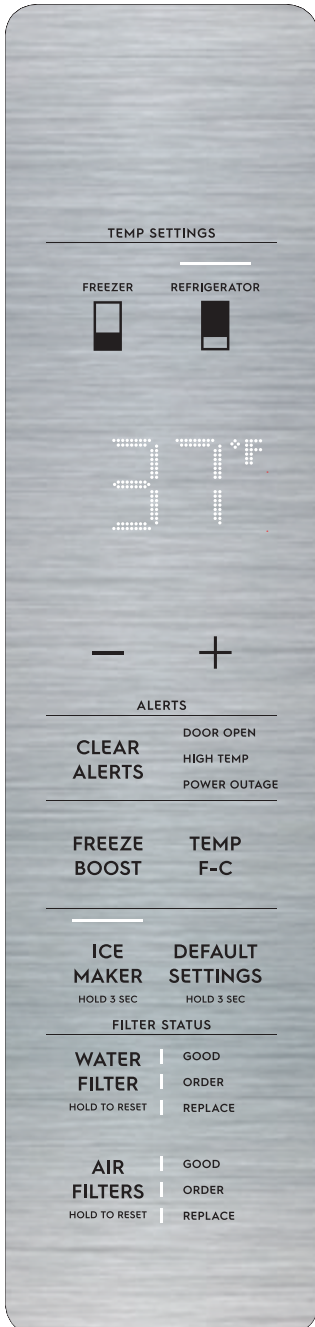 TEMP SETTINGS
FREEZER REFRIGERATOR
37°F
− +
ALERTS
CLEAR ALERTS
DOOR OPEN
HIGH TEMP
POWER OUTAGE
FREEZE BOOST
TEMP F-C
ICE MAKER
HOLD 3 SEC
DEFAULT SETTINGS
HOLD 3 SEC
FILTER STATUS
WATER FILTER
HOLD TO RESET
GOOD
ORDER
REPLACE
AIR FILTERS
HOLD TO RESET
GOOD
ORDER
REPLACE